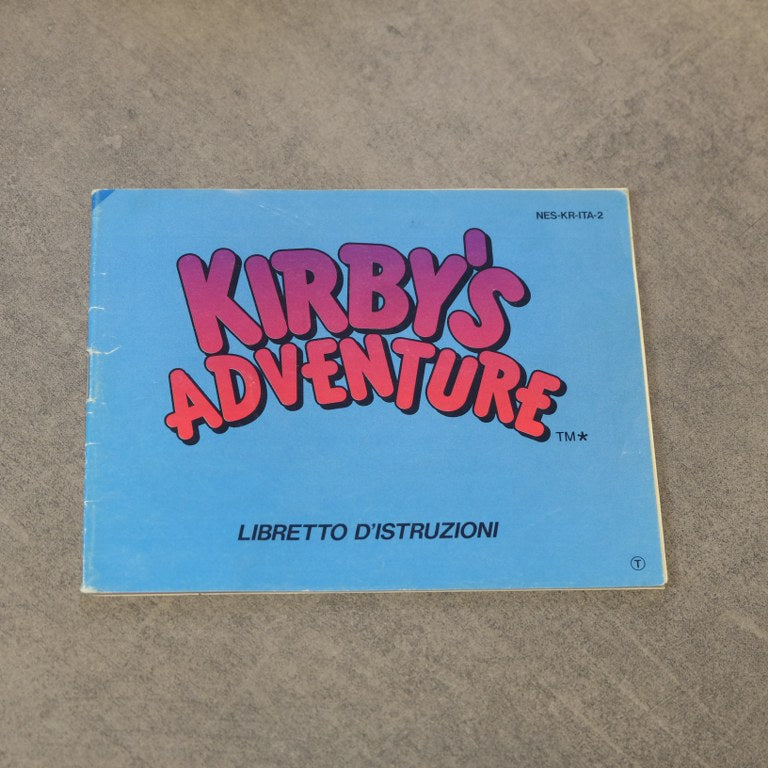 NES-KR-ITA-2
KIRBY'S
ADVENTURE
TM*
LIBRETTO D'ISTRUZIONI
T